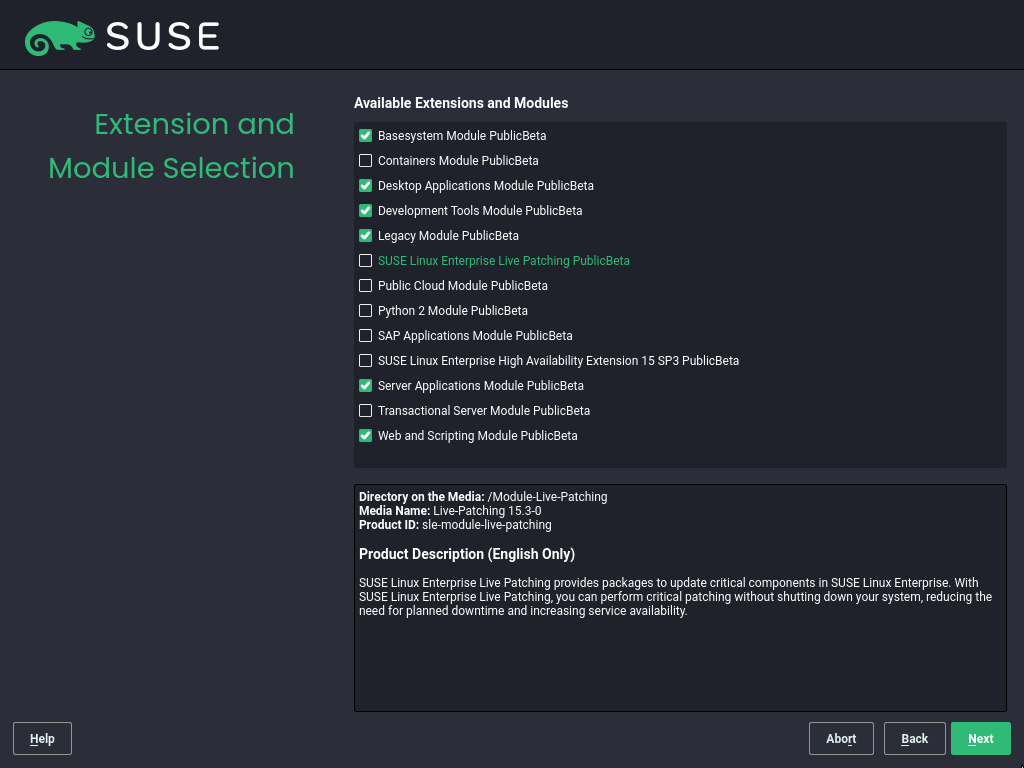 SUSE
Extension and
Module Selection
Available Extensions and Modules
Basesystem Module PublicBeta
Containers Module PublicBeta
Desktop Applications Module PublicBeta
Development Tools Module PublicBeta
Legacy Module PublicBeta
SUSE Linux Enterprise Live Patching PublicBeta
Public Cloud Module PublicBeta
Python 2 Module PublicBeta
SAP Applications Module PublicBeta
SUSE Linux Enterprise High Availability Extension 15 SP3 PublicBeta
Server Applications Module PublicBeta
Transactional Server Module PublicBeta
Web and Scripting Module PublicBeta
Directory on the Media: /Module-Live-Patching
Media Name: Live-Patching 15.3-0
Product ID: sle-module-live-patching
Product Description (English Only)
SUSE Linux Enterprise Live Patching provides packages to update critical components in SUSE Linux Enterprise. With
SUSE Linux Enterprise Live Patching, you can perform critical patching without shutting down your system, reducing the
need for planned downtime and increasing service availability.
Help
Abort
Back
Next